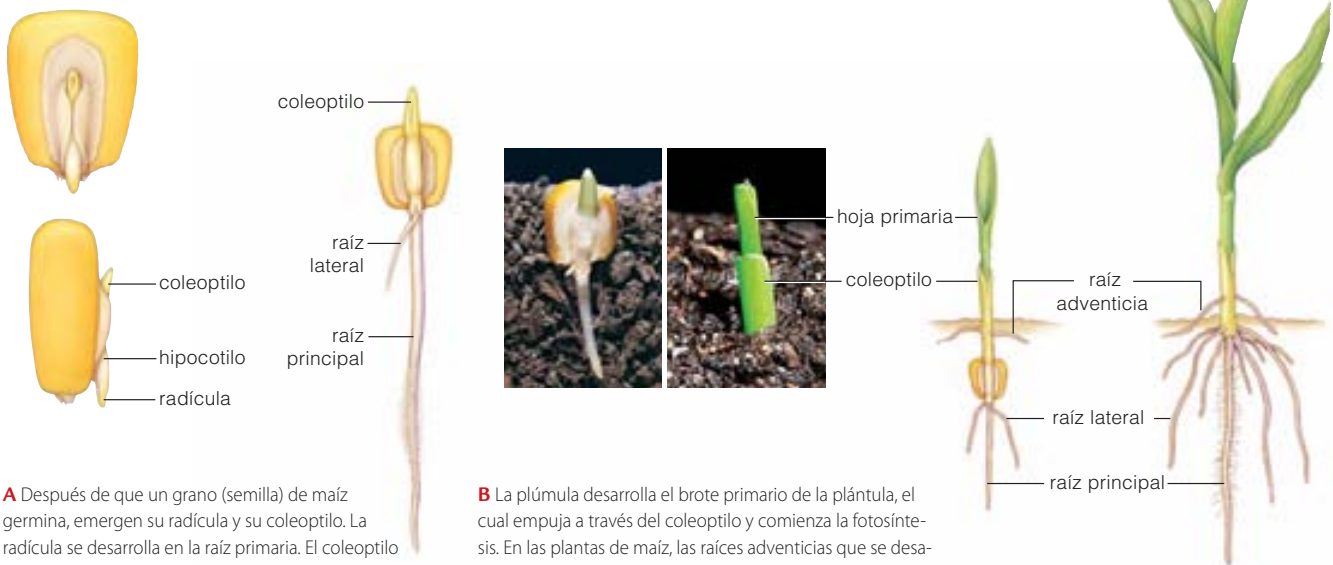 coleoptilo
hipocotilo
radícula
coleoptilo
raíz
lateral
raíz
principal
A Después de que un grano (semilla) de maíz
germina, emergen su radícula y su coleoptilo. La
radícula se desarrolla en la raíz primaria. El coleoptilo
hoja primaria
coleoptilo
raíz
adventicia
raíz lateral
raíz principal
B La plúmula desarrolla el brote primario de la plántula, el
cual empuja a través del coleoptilo y comienza la fotosínte-
sis. En las plantas de maíz, las raíces adventicias que se desa-